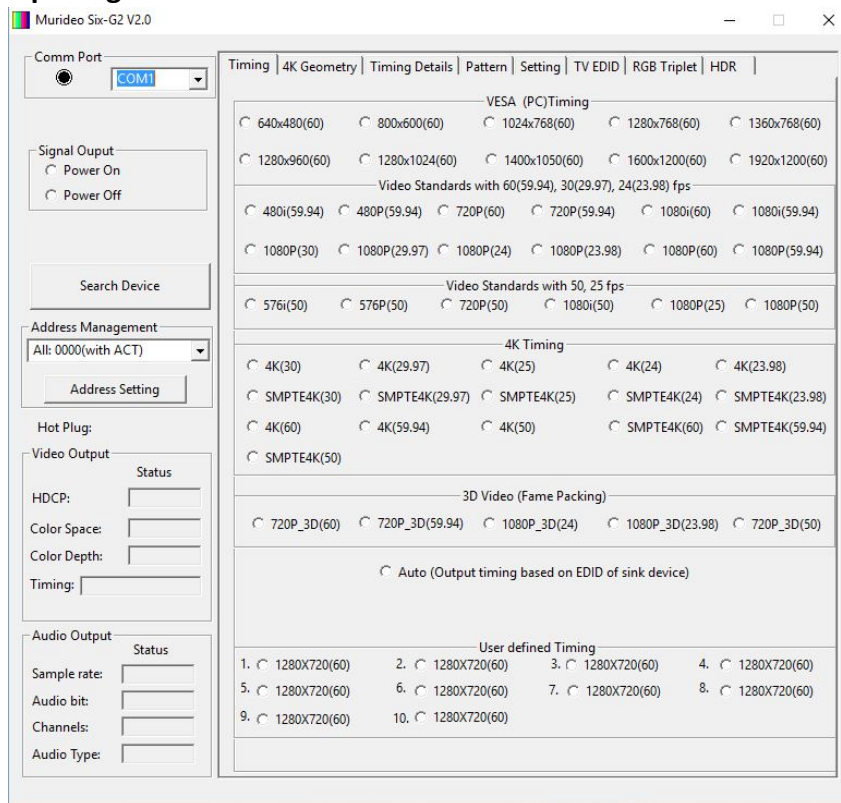 Murideo Six-G2 V2.0
Comm Port
COM1
Signal Ouput
Power On
Power Off
Search Device
Address Management
All: 0000(with ACT)
Address Setting
Hot Plug:
Video Output
Status
HDCP:
Color Space:
Color Depth:
Timing:
Audio Output
Status
Sample rate:
Audio bit:
Channels:
Audio Type:
Timing 4K Geometry Timing Details Pattern Setting TV EDID RGB Triplet HDR
VESA (PC)Timing
640x480(60) 800x600(60) 1024x768(60) 1280x768(60) 1360x768(60)
1280x960(60) 1280x1024(60) 1400x1050(60) 1600x1200(60) 1920x1200(60)
Video Standards with 60(59.94), 30(29.97), 24(23.98) fps
480i(59.94) 480P(59.94) 720P(60) 720P(59.94) 1080i(60) 1080i(59.94)
1080P(30) 1080P(29.97) 1080P(24) 1080P(23.98) 1080P(60) 1080P(59.94)
Video Standards with 50, 25 fps
576i(50) 576P(50) 720P(50) 1080i(50) 1080P(25) 1080P(50)
4K Timing
4K(30) 4K(29.97) 4K(25) 4K(24) 4K(23.98)
SMPTE4K(30) SMPTE4K(29.97) SMPTE4K(25) SMPTE4K(24) SMPTE4K(23.98)
4K(60) 4K(59.94) 4K(50) SMPTE4K(60) SMPTE4K(59.94)
SMPTE4K(50)
3D Video (Fame Packing)
720P_3D(60) 720P_3D(59.94) 1080P_3D(24) 1080P_3D(23.98) 720P_3D(50)
Auto (Output timing based on EDID of sink device)
User defined Timing
1. 1280X720(60) 2. 1280X720(60) 3. 1280X720(60) 4. 1280X720(60)
5. 1280X720(60) 6. 1280X720(60) 7. 1280X720(60) 8. 1280X720(60)
9. 1280X720(60) 10. 1280X720(60)